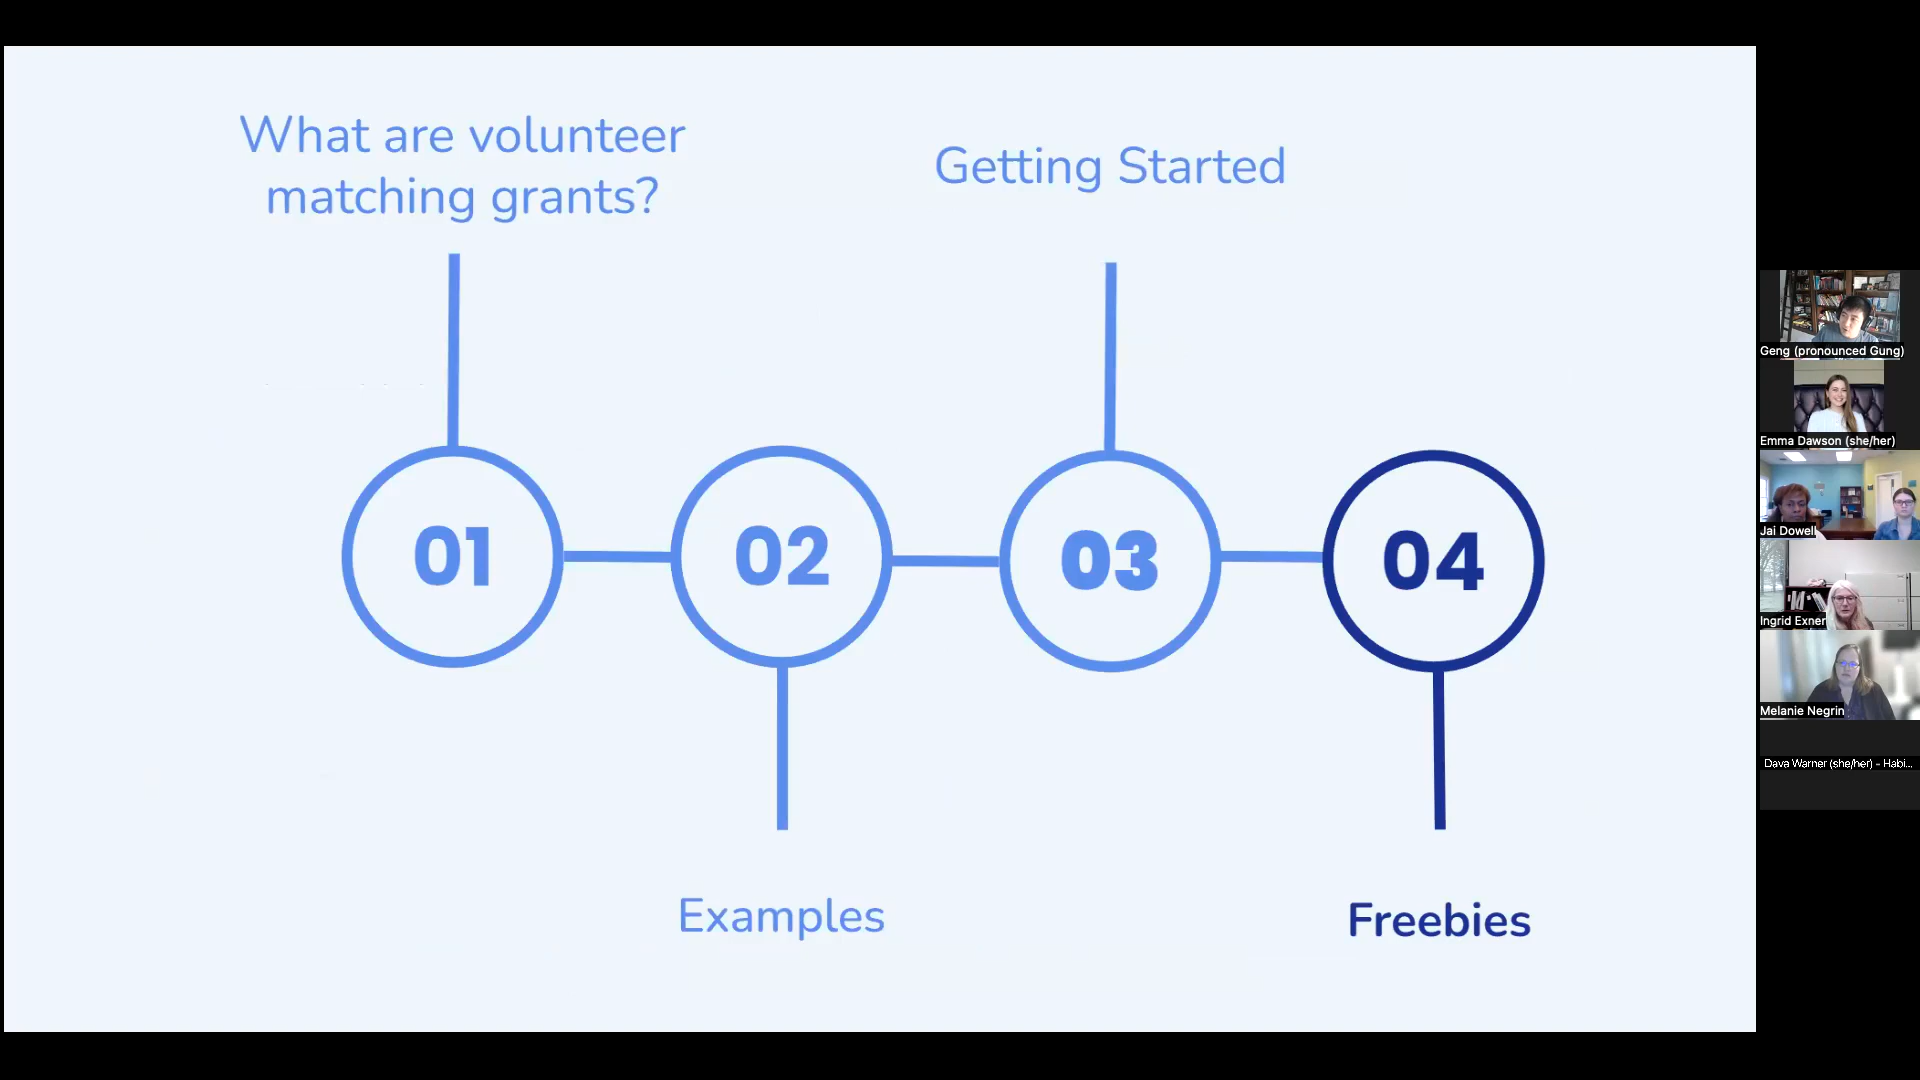 What are volunteer
matching grants?
Getting Started
01
02
03
04
Examples
Freebies
Geng (pronounced Gung)
Emma Dawson (she/her)
Jai Dowell
Ingrid Exner
Melanie Negrin
Dava Warner (she/her) - Habi...